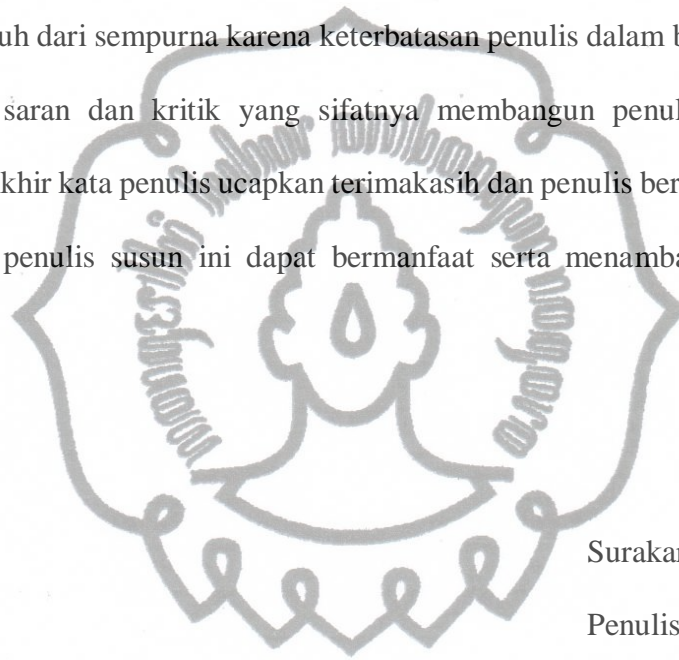 uh dari sempurna karena keterbatasan penulis dalam b
saran dan kritik yang sifatnya membangun penul
khir kata penulis ucapkan terimakasih dan penulis ber
penulis susun ini dapat bermanfaat serta menamba
Surakar
Penulis